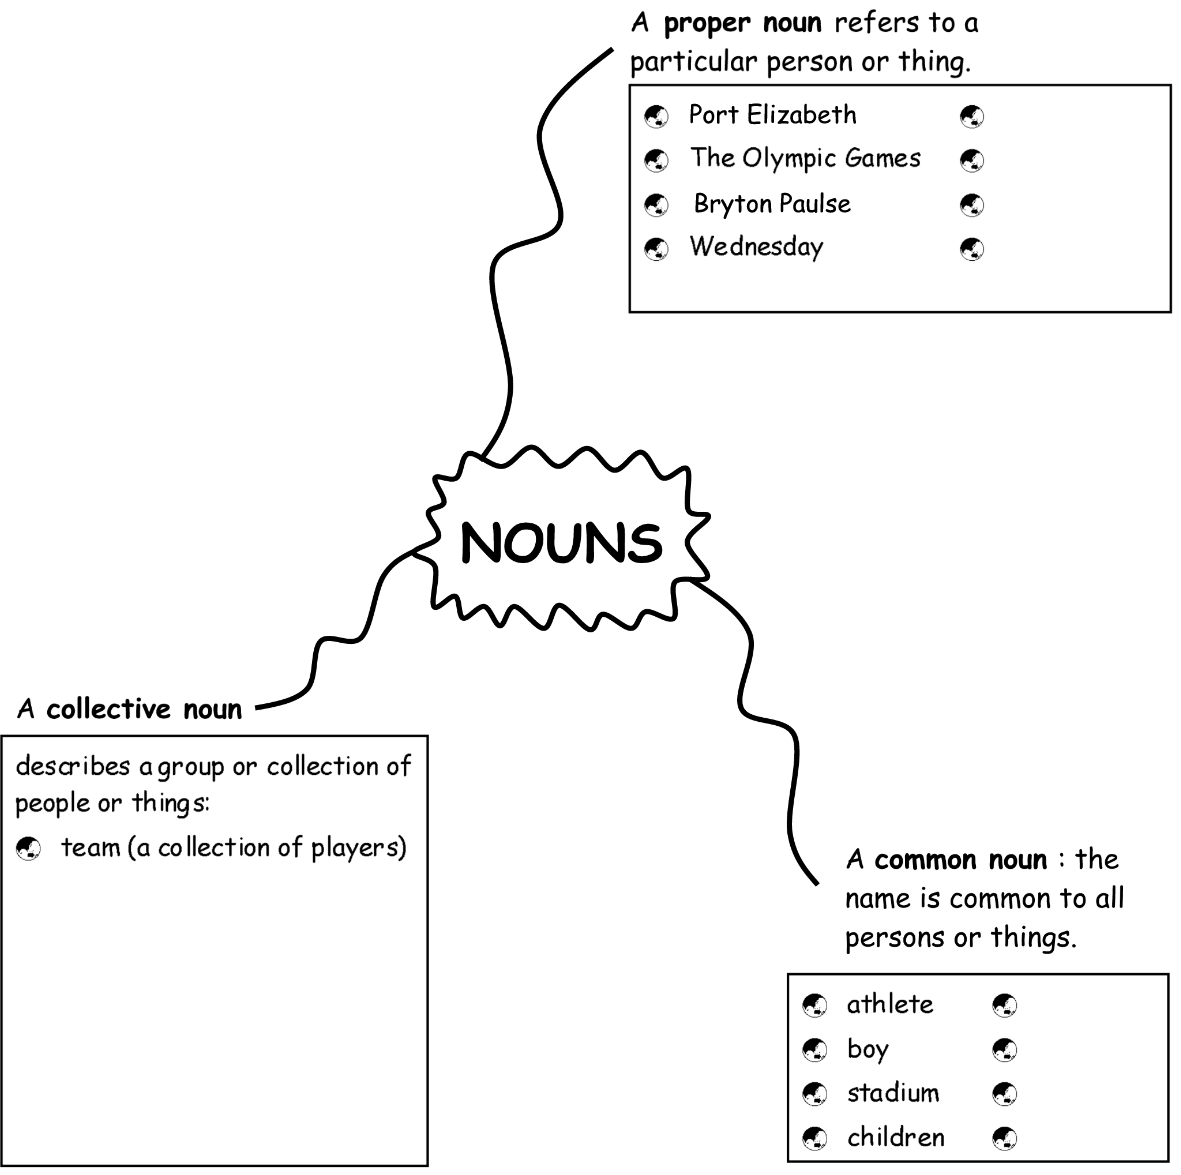 A proper noun refers to a
particular person or thing.
Port Elizabeth
The Olympic Games
Bryton Paulse
Wednesday
NOUNS
A collective noun
describes a group or collection of
people or things:
team (a collection of players)
A common noun : the
name is common to all
persons or things.
athlete
boy
stadium
children